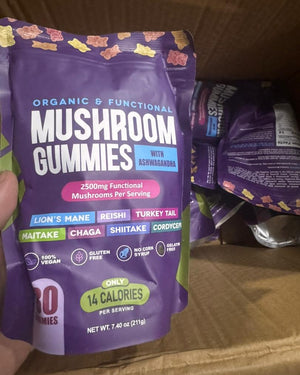 ORGANIC & FUNCTIONAL
MUSHROOM
GUMMIES
WITH
ASHWAGANDHA
2500mg Functional
Mushrooms Per Serving
LION'S MANE REISHI TURKEY TAIL
MAITAKE CHAGA SHIITAKE CORDYCEP
100%
VEGAN
GLUTEN
FREE
NO CORN
SYRUP
GELATIN
FREE
ONLY
14 CALORIES
PER SERVING
NET WT. 7.40 OZ (211g)